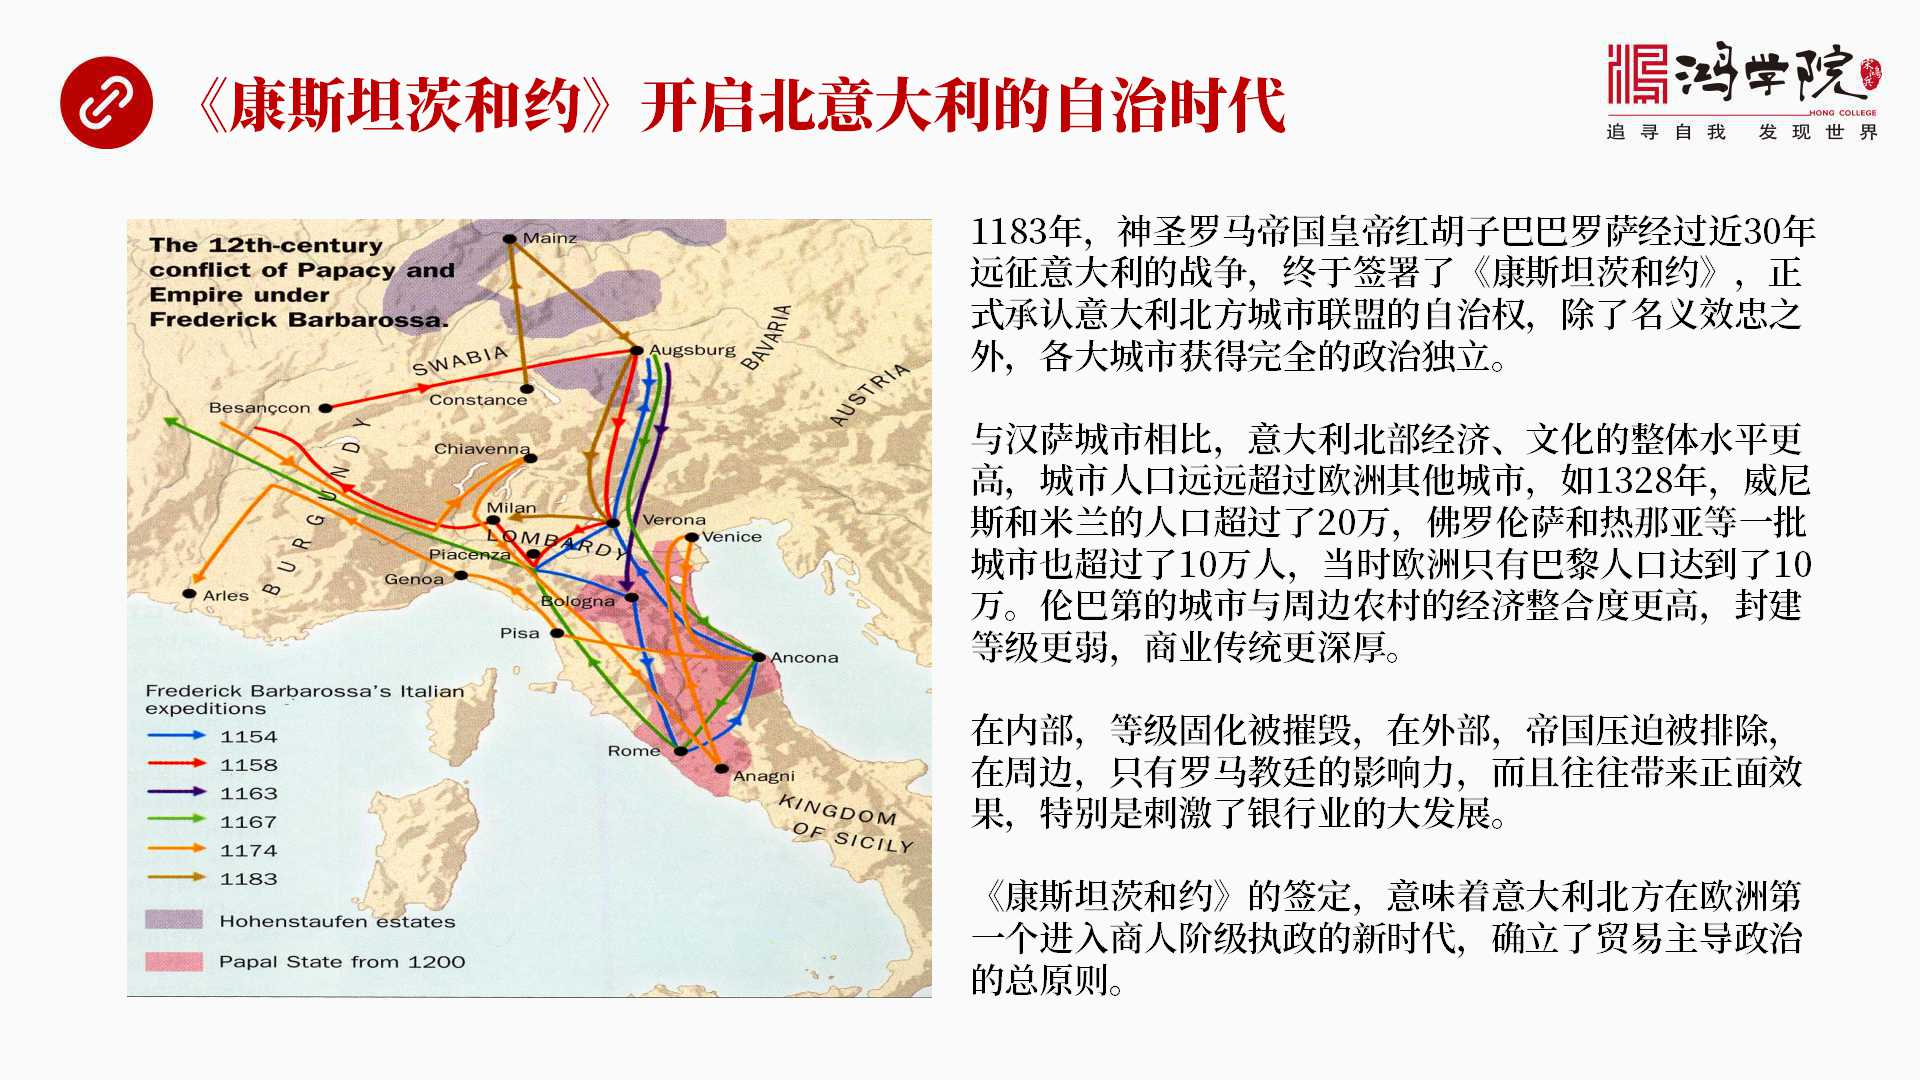 《康斯坦茨和约》开启北意大利的自治时代
鸿学院
宋鸿兵
HONG COLLEGE
追寻自我 发现世界
The 12th-century
conflict of Papacy and
Empire under
Frederick Barbarossa.
Mainz
SWABIA
Augsburg
BAVARIA
AUSTRIA
Besançcon
Constance
BURGUNDY
Chiavenna
Milan
Verona
LOMBARDY
Venice
Piacenza
Genoa
Arles
Bologna
Pisa
Ancona
Rome
Anagni
KINGDOM
OF SICILY
Frederick Barbarossa's Italian
expeditions
1154
1158
1163
1167
1174
1183
Hohenstaufen estates
Papal State from 1200
1183年，神圣罗马帝国皇帝红胡子巴巴罗萨经过近30年
远征意大利的战争，终于签署了《康斯坦茨和约》，正
式承认意大利北方城市联盟的自治权，除了名义效忠之
外，各大城市获得完全的政治独立。
与汉萨城市相比，意大利北部经济、文化的整体水平更
高，城市人口远远超过欧洲其他城市，如1328年，威尼
斯和米兰的人口超过了20万，佛罗伦萨和热那亚等一批
城市也超过了10万人，当时欧洲只有巴黎人口达到了10
万。伦巴第的城市与周边农村的经济整合度更高，封建
等级更弱，商业传统更深厚。
在内部，等级固化被摧毁，在外部，帝国压迫被排除，
在周边，只有罗马教廷的影响力，而且往往带来正面效
果，特别是刺激了银行业的大发展。
《康斯坦茨和约》的签定，意味着意大利北方在欧洲第
一个进入商人阶级执政的新时代，确立了贸易主导政治
的总原则。